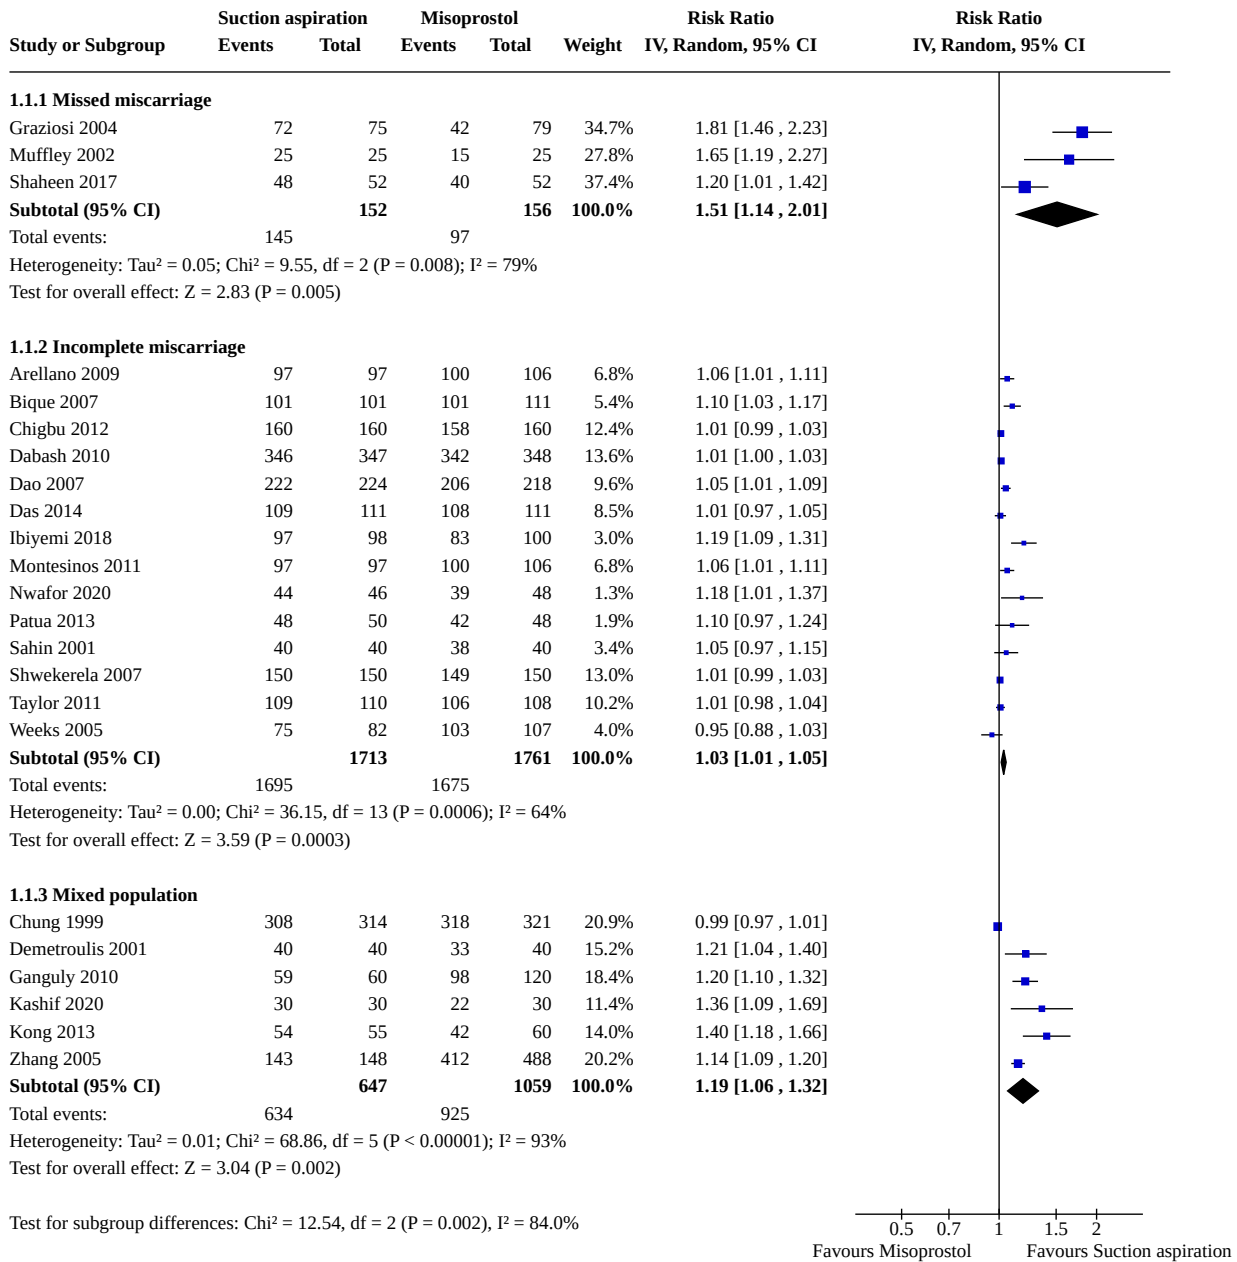 Suction aspiration Misoprostol Risk Ratio Risk Ratio
Study or Subgroup Events Total Events Total Weight IV, Random, 95% CI IV, Random, 95% CI
1.1.1 Missed miscarriage
Graziosi 2004 72 75 42 79 34.7% 1.81 [1.46 , 2.23]
Muffley 2002 25 25 15 25 27.8% 1.65 [1.19 , 2.27]
Shaheen 2017 48 52 40 52 37.4% 1.20 [1.01 , 1.42]
Subtotal (95% CI) 152 156 100.0% 1.51 [1.14 , 2.01]
Total events: 145 97
Heterogeneity: Tau² = 0.05; Chi² = 9.55, df = 2 (P = 0.008); I² = 79%
Test for overall effect: Z = 2.83 (P = 0.005)
1.1.2 Incomplete miscarriage
Arellano 2009 97 97 100 106 6.8% 1.06 [1.01 , 1.11]
Bique 2007 101 101 101 111 5.4% 1.10 [1.03 , 1.17]
Chigbu 2012 160 160 158 160 12.4% 1.01 [0.99 , 1.03]
Dabash 2010 346 347 342 348 13.6% 1.01 [1.00 , 1.03]
Dao 2007 222 224 206 218 9.6% 1.05 [1.01 , 1.09]
Das 2014 109 111 108 111 8.5% 1.01 [0.97 , 1.05]
Ibiyemi 2018 97 98 83 100 3.0% 1.19 [1.09 , 1.31]
Montesinos 2011 97 97 100 106 6.8% 1.06 [1.01 , 1.11]
Nwafor 2020 44 46 39 48 1.3% 1.18 [1.01 , 1.37]
Patua 2013 48 50 42 48 1.9% 1.10 [0.97 , 1.24]
Sahin 2001 40 40 38 40 3.4% 1.05 [0.97 , 1.15]
Shwekerela 2007 150 150 149 150 13.0% 1.01 [0.99 , 1.03]
Taylor 2011 109 110 106 108 10.2% 1.01 [0.98 , 1.04]
Weeks 2005 75 82 103 107 4.0% 0.95 [0.88 , 1.03]
Subtotal (95% CI) 1713 1761 100.0% 1.03 [1.01 , 1.05]
Total events: 1695 1675
Heterogeneity: Tau² = 0.00; Chi² = 36.15, df = 13 (P = 0.0006); I² = 64%
Test for overall effect: Z = 3.59 (P = 0.0003)
1.1.3 Mixed population
Chung 1999 308 314 318 321 20.9% 0.99 [0.97 , 1.01]
Demetroulis 2001 40 40 33 40 15.2% 1.21 [1.04 , 1.40]
Ganguly 2010 59 60 98 120 18.4% 1.20 [1.10 , 1.32]
Kashif 2020 30 30 22 30 11.4% 1.36 [1.09 , 1.69]
Kong 2013 54 55 42 60 14.0% 1.40 [1.18 , 1.66]
Zhang 2005 143 148 412 488 20.2% 1.14 [1.09 , 1.20]
Subtotal (95% CI) 647 1059 100.0% 1.19 [1.06 , 1.32]
Total events: 634 925
Heterogeneity: Tau² = 0.01; Chi² = 68.86, df = 5 (P < 0.00001); I² = 93%
Test for overall effect: Z = 3.04 (P = 0.002)
Test for subgroup differences: Chi² = 12.54, df = 2 (P = 0.002), I² = 84.0%
0.5 0.7 1 1.5 2
Favours Misoprostol Favours Suction aspiration